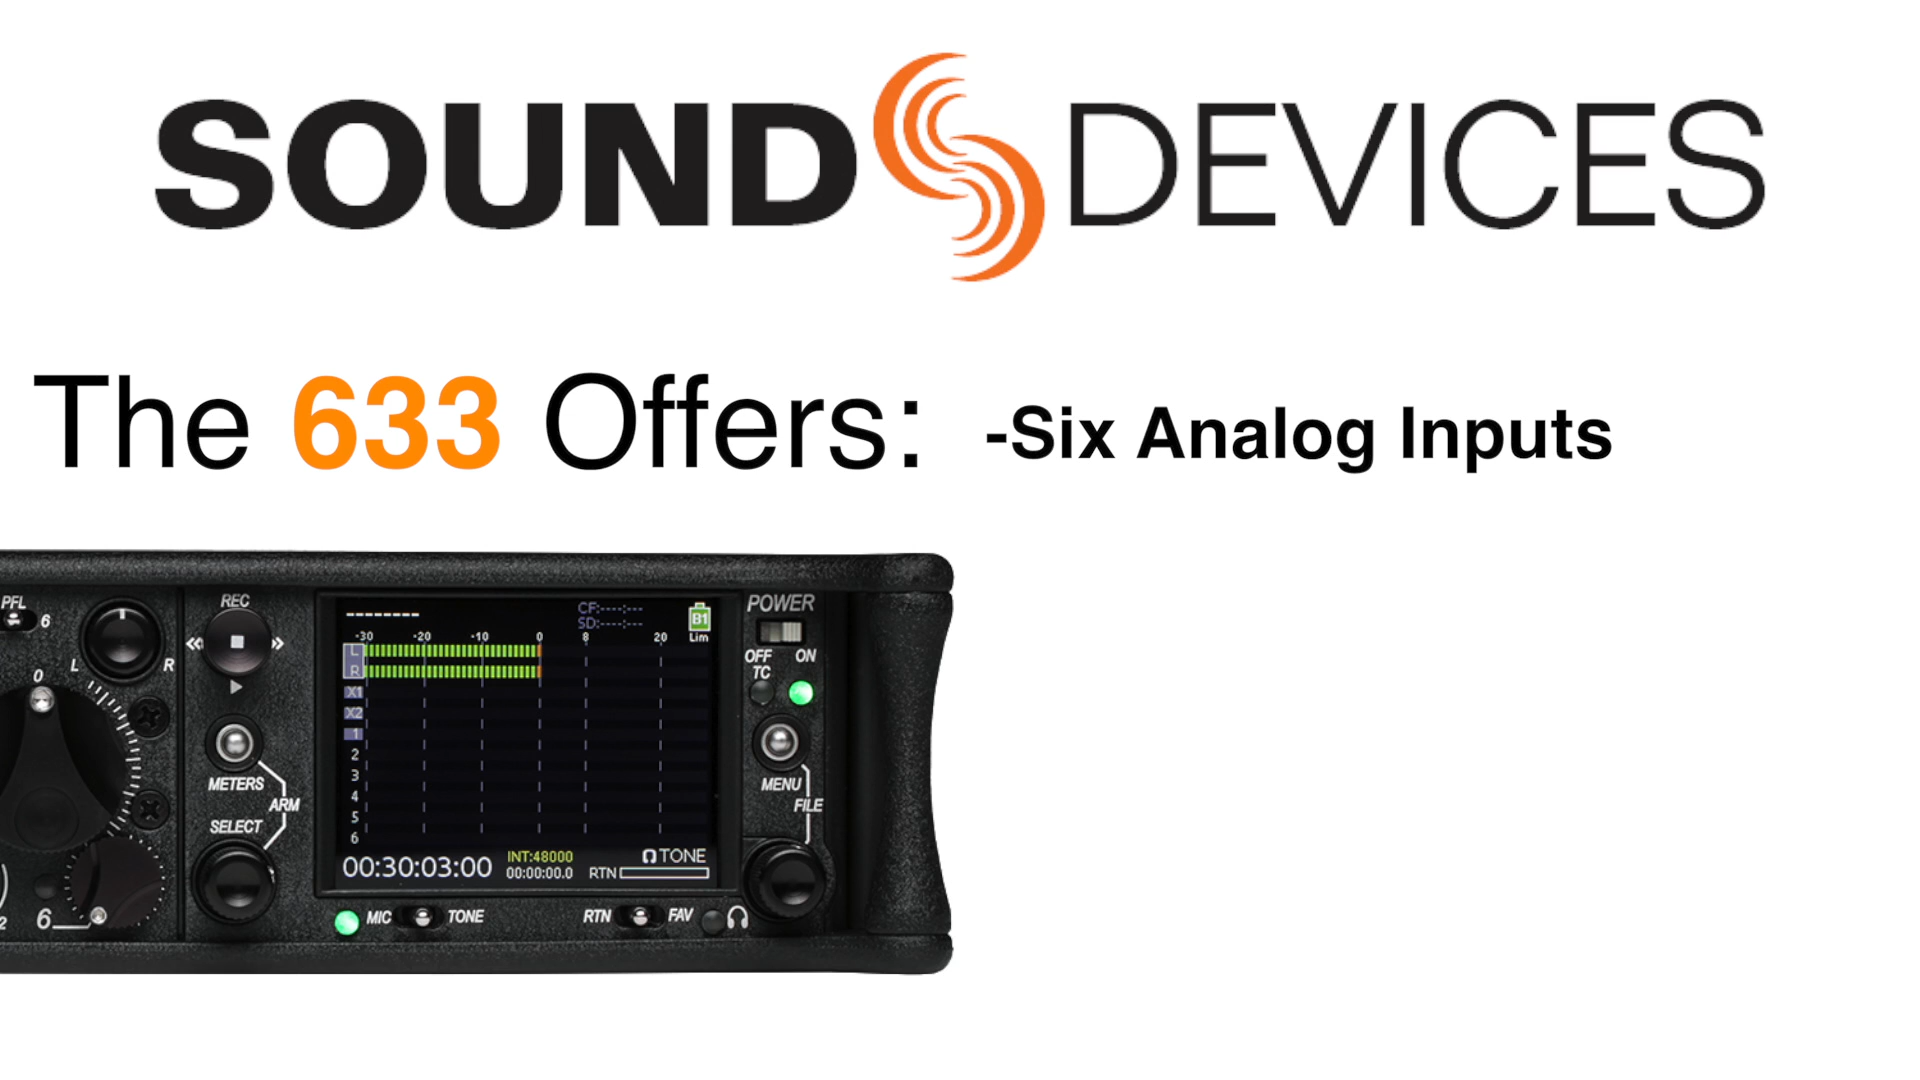 SOUND DEVICES
The 633 Offers: -Six Analog Inputs
PFL
6
L R
0
6
2
REC
METERS
ARM
SELECT
--------
CF:----:---
SD:----:---
B1
Lim
-30 -20 -10 0 8 20
L
R
X1
X2
1
2
3
4
5
6
00:30:03:00
INT:48000
00:00:00.0
TONE
RTN
MIC TONE
RTN FAV
POWER
OFF ON
TC
MENU
FILE